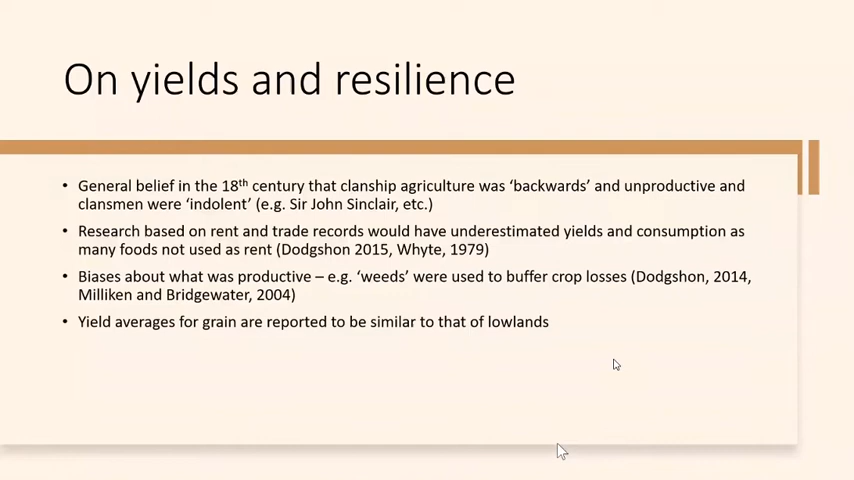 On yields and resilience
• General belief in the 18th century that clanship agriculture was ‘backwards’ and unproductive and
clansmen were ‘indolent’ (e.g. Sir John Sinclair, etc.)
• Research based on rent and trade records would have underestimated yields and consumption as
many foods not used as rent (Dodgshon 2015, Whyte, 1979)
• Biases about what was productive – e.g. ‘weeds’ were used to buffer crop losses (Dodgshon, 2014,
Milliken and Bridgewater, 2004)
• Yield averages for grain are reported to be similar to that of lowlands